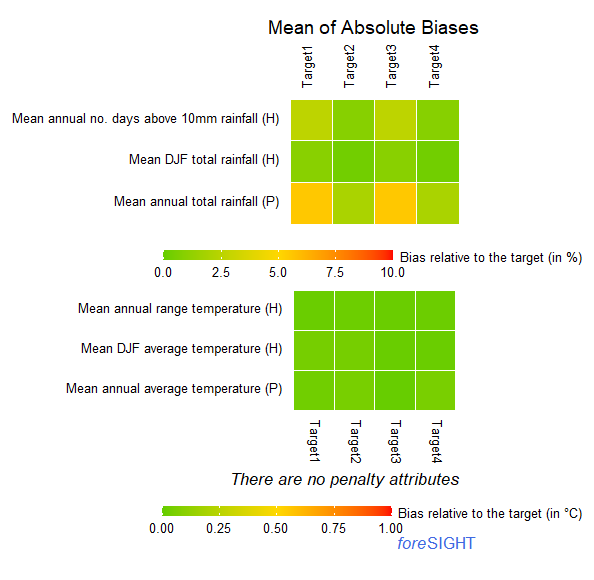 Mean of Absolute Biases
Target1 Target2 Target3 Target4
Mean annual no. days above 10mm rainfall (H)
Mean DJF total rainfall (H)
Mean annual total rainfall (P)
Bias relative to the target (in %)
0.0 2.5 5.0 7.5 10.0
Mean annual range temperature (H)
Mean DJF average temperature (H)
Mean annual average temperature (P)
Target1 Target2 Target3 Target4
There are no penalty attributes
Bias relative to the target (in °C)
0.00 0.25 0.50 0.75 1.00
foreSIGHT